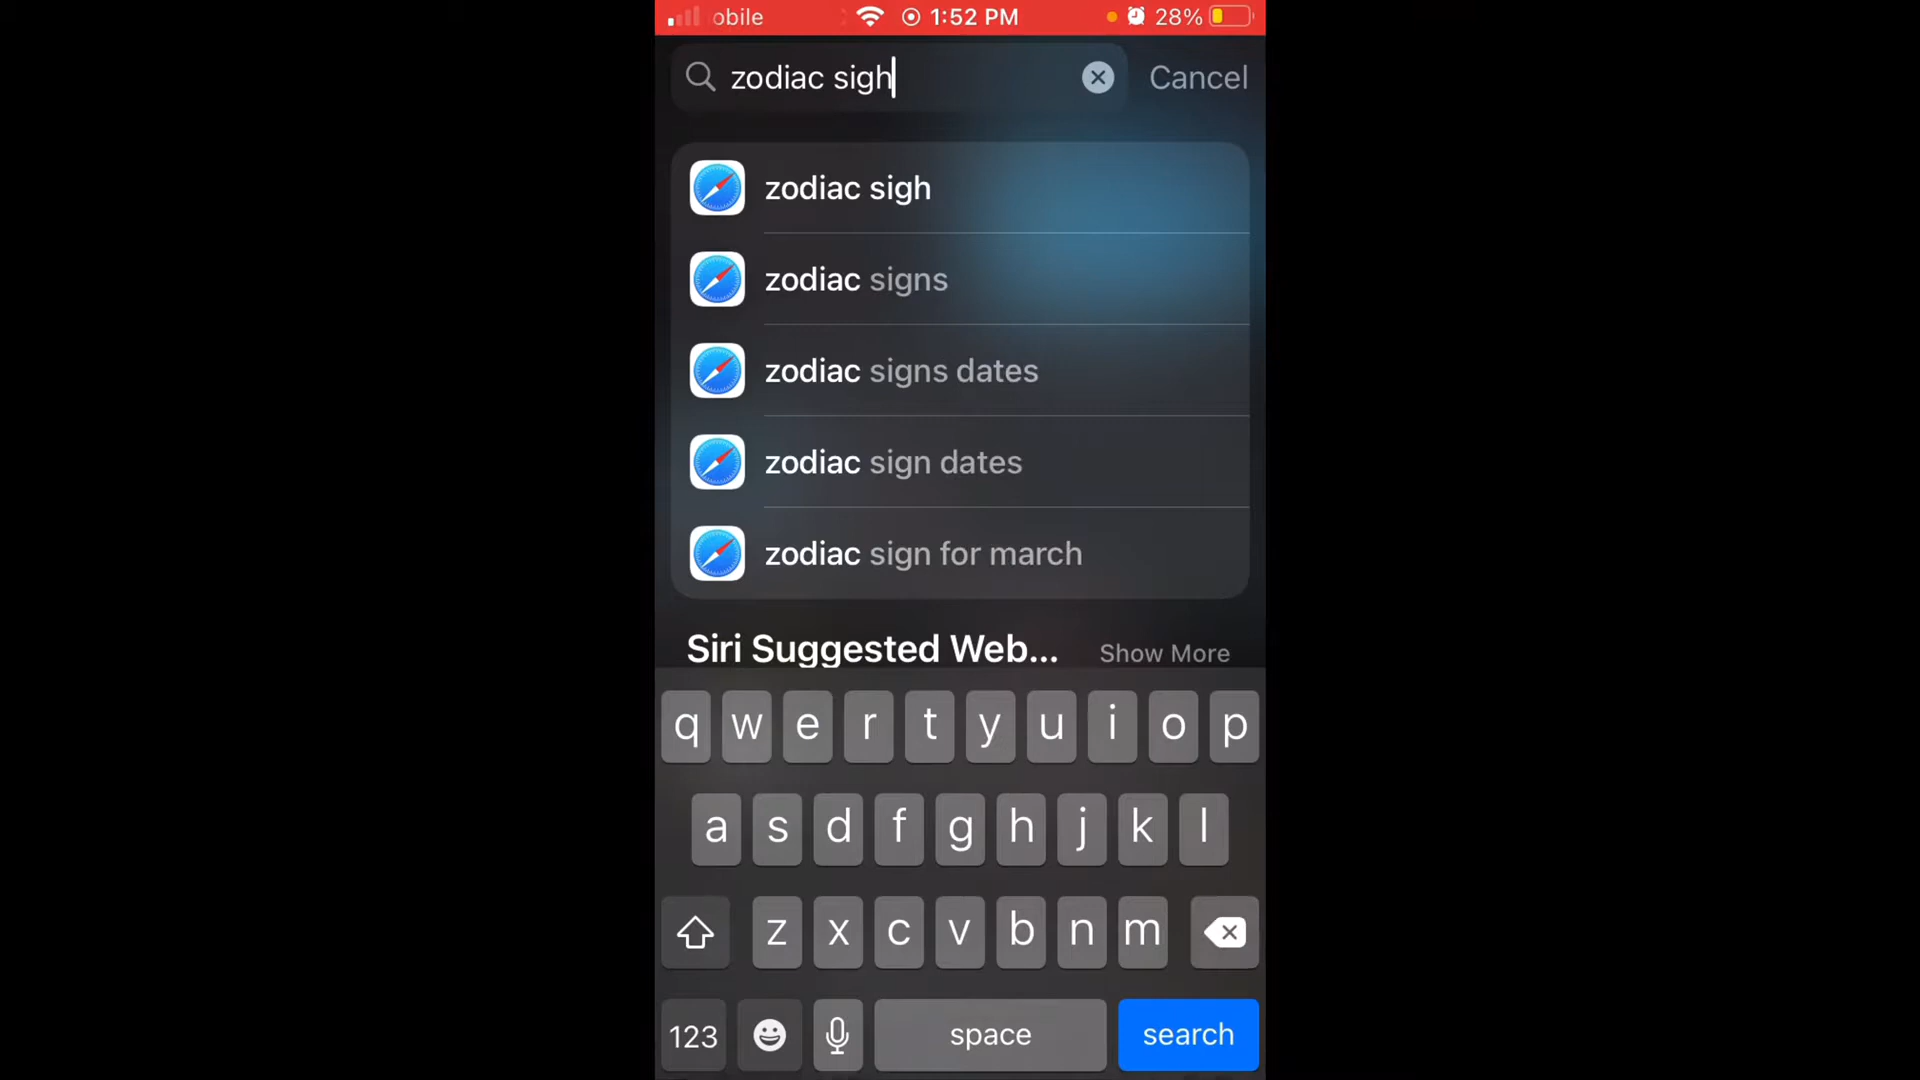 obile 1:52 PM 28%
zodiac sigh Cancel
zodiac sigh
zodiac signs
zodiac signs dates
zodiac sign dates
zodiac sign for march
Siri Suggested Web... Show More
q w e r t y u i o p
a s d f g h j k l
z x c v b n m
123 space search